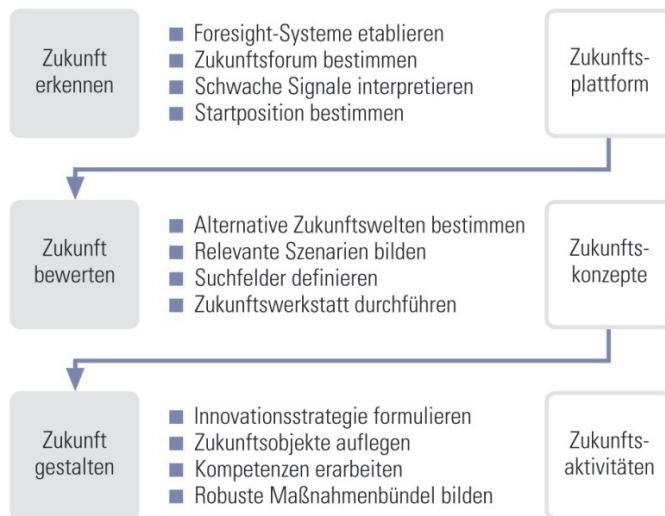 Zukunft
erkennen
Foresight-Systeme etablieren
Zukunftsforum bestimmen
Schwache Signale interpretieren
Startposition bestimmen
Zukunfts-
plattform
Zukunft
bewerten
Alternative Zukunftswelten bestimmen
Relevante Szenarien bilden
Suchfelder definieren
Zukunftswerkstatt durchführen
Zukunfts-
konzepte
Zukunft
gestalten
Innovationsstrategie formulieren
Zukunftsobjekte auflegen
Kompetenzen erarbeiten
Robuste Maßnahmenbündel bilden
Zukunfts-
aktivitäten